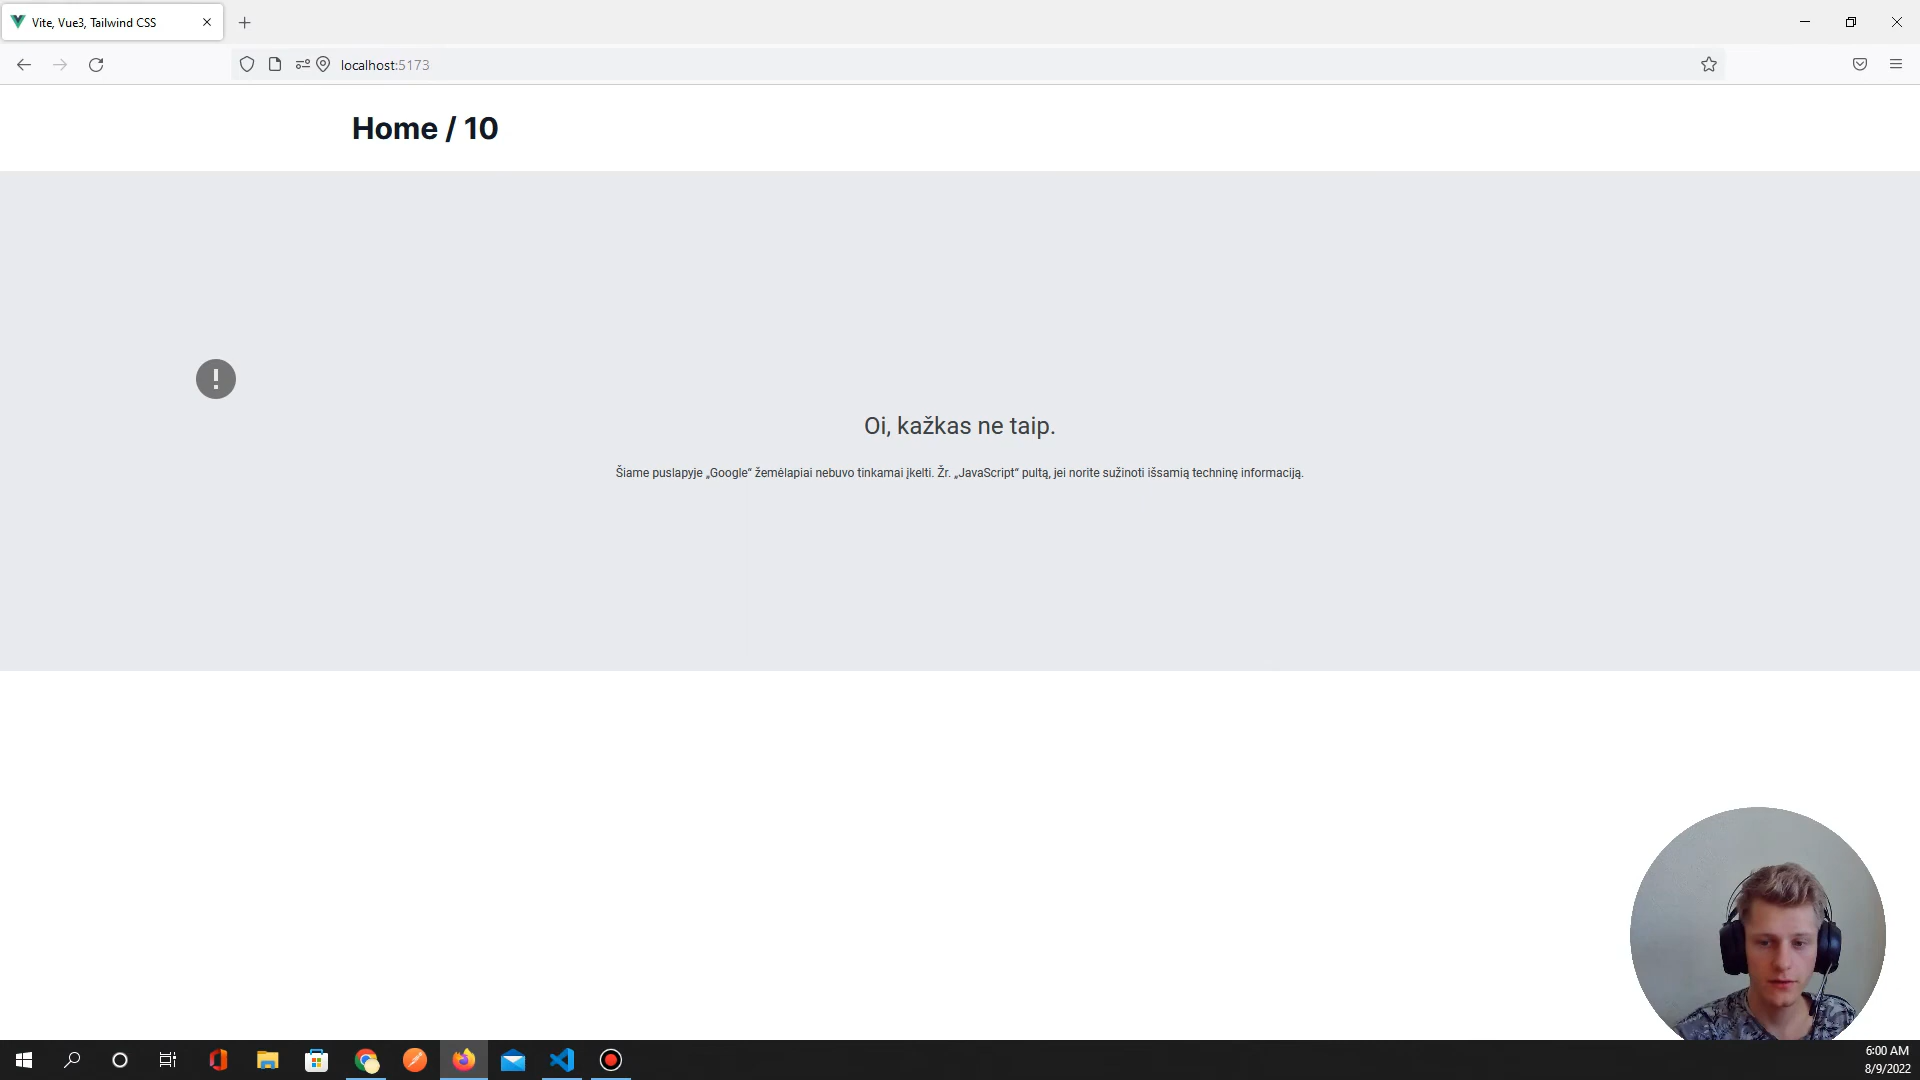 Vite, Vue3, Tailwind CSS
localhost:5173
Home / 10
Oi, kažkas ne taip.
Šiame puslapyje „Google“ žemėlapiai nebuvo tinkamai įkelti. Žr. „JavaScript“ pultą, jei norite sužinoti išsamią techninę informaciją.
6:00 AM
8/9/2022